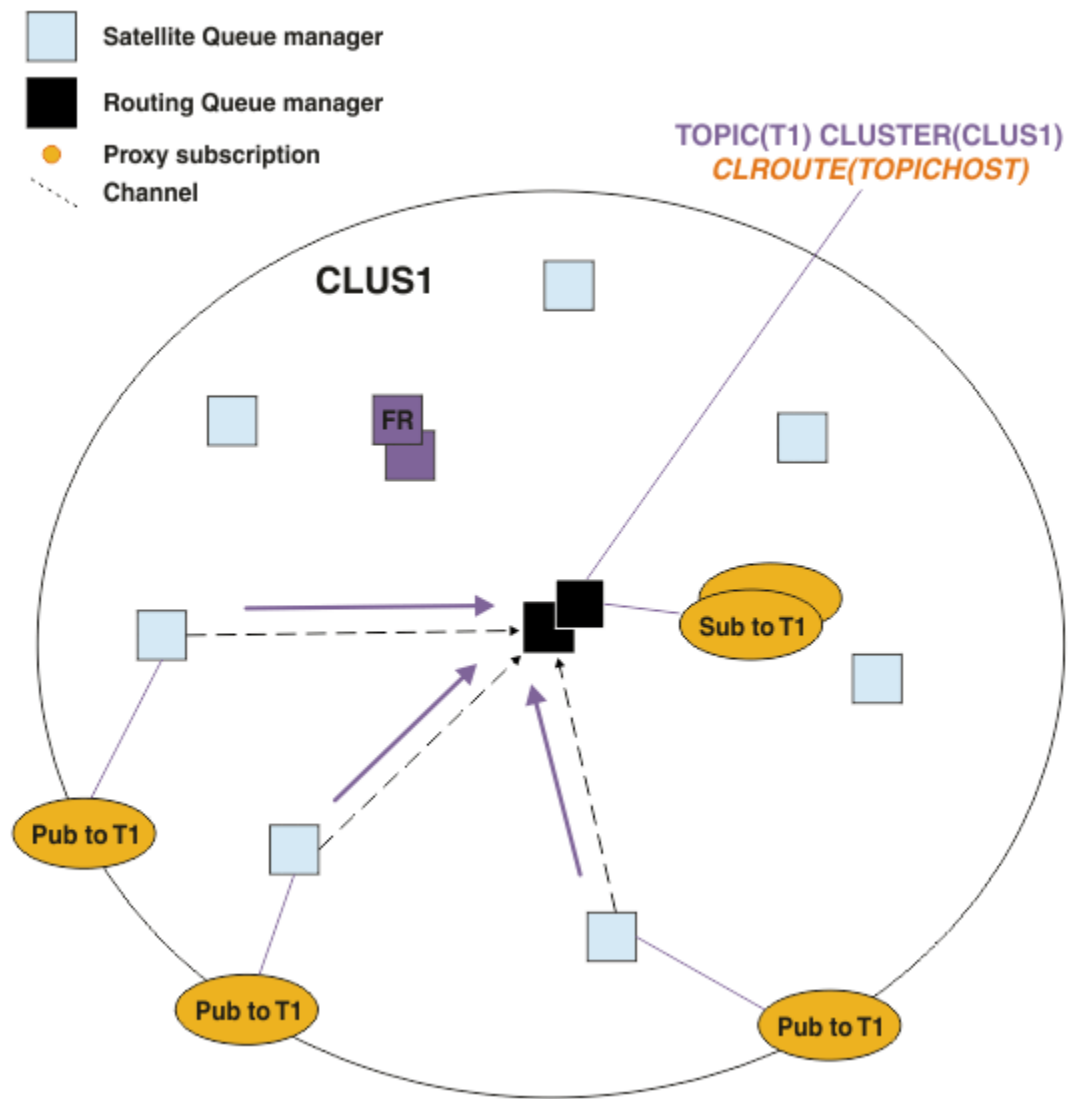 Satellite Queue manager
Routing Queue manager
Proxy subscription
Channel
TOPIC(T1) CLUSTER(CLUS1)
CLROUTE(TOPICHOST)
CLUS1
FR
Sub to T1
Pub to T1
Pub to T1
Pub to T1